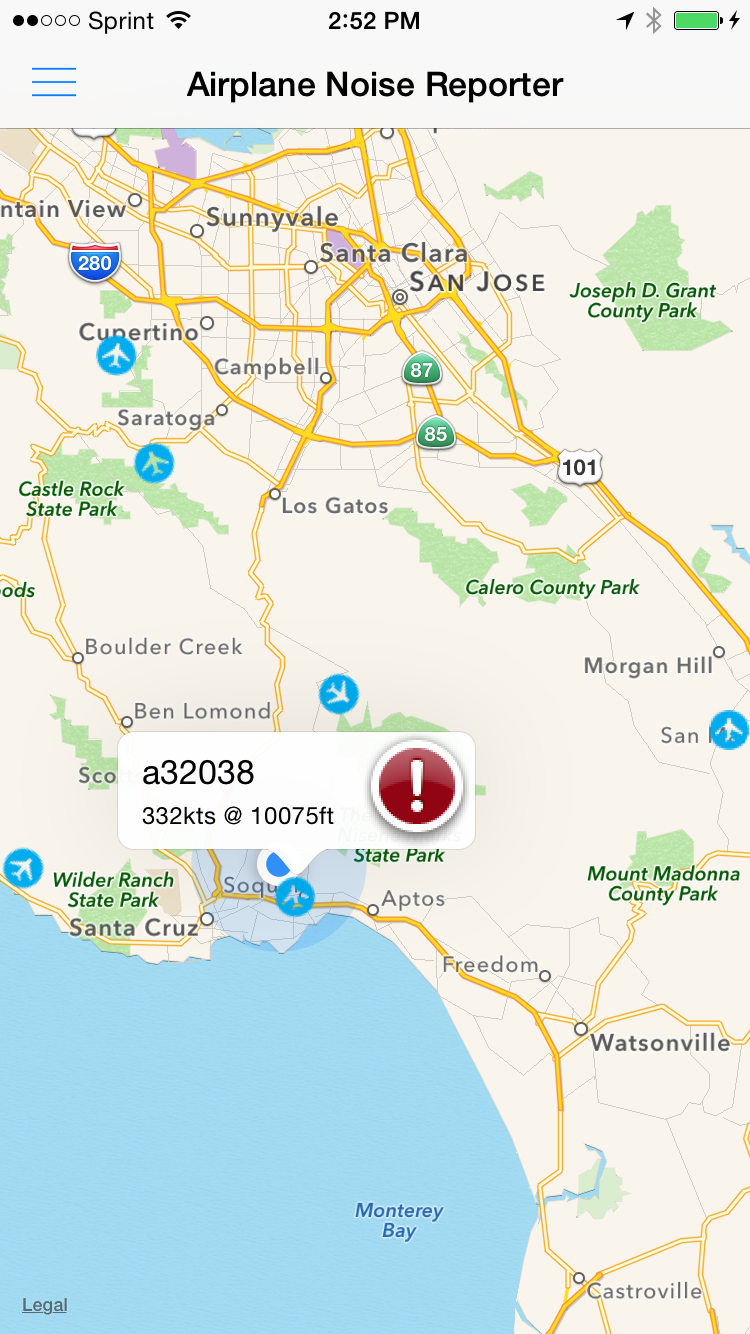 Sprint
2:52 PM
Airplane Noise Reporter
ntain View
Sunnyvale
Santa Clara
280
SAN JOSE
Joseph D. Grant
County Park
Cupertino
Campbell
87
Saratoga
85
101
Castle Rock
State Park
Los Gatos
oods
Calero County Park
Boulder Creek
Morgan Hill
Ben Lomond
San
Sco
a32038
332kts @ 10075ft
State Park
Wilder Ranch
State Park
Soqu
Mount Madonna
County Park
Aptos
Santa Cruz
Freedom
Watsonville
Monterey
Bay
Castroville
Legal